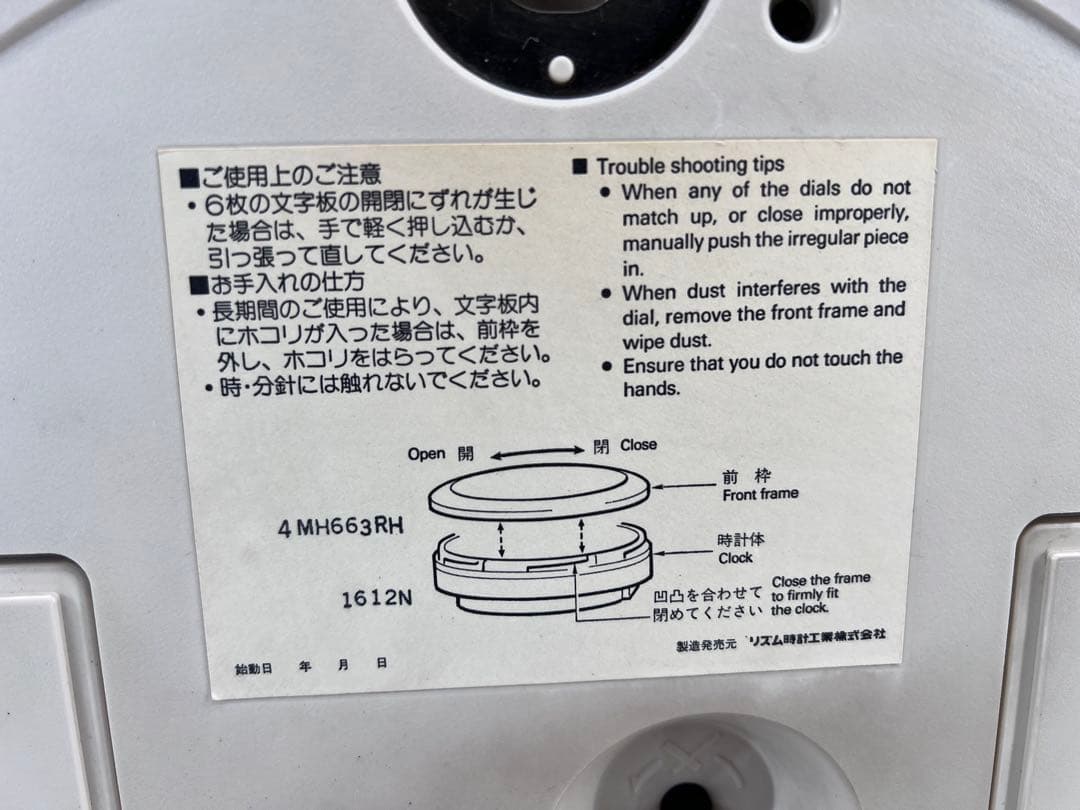 ■ご使用上のご注意
・6枚の文字板の開閉にずれが生じ
た場合は、手で軽く押し込むか、
引っ張って直してください。
■お手入れの仕方
・長期間のご使用により、文字板内
にホコリが入った場合は、前枠を
外し、ホコリをはらってください。
・時・分針には触れないでください。
■ Trouble shooting tips
● When any of the dials do not
match up, or close improperly,
manually push the irregular piece
in.
● When dust interferes with the
dial, remove the front frame and
wipe dust.
● Ensure that you do not touch the
hands.
Open 開 閉 Close
前 枠
Front frame
4MH663RH
時計体
Clock
1612N
凹凸を合わせて
閉めてください
Close the frame
to firmly fit
the clock.
製造発売元 リズム時計工業株式会社
始動日 年 月 日